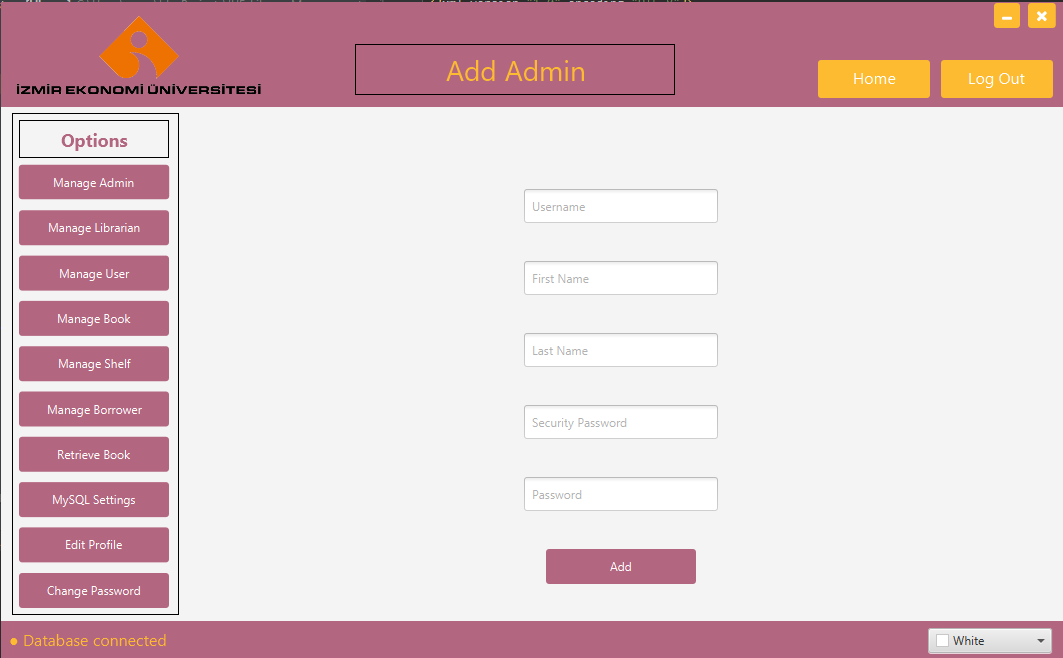 İZMİR EKONOMİ ÜNİVERSİTESİ
Add Admin
Home
Log Out
Options
Manage Admin
Manage Librarian
Manage User
Manage Book
Manage Shelf
Manage Borrower
Retrieve Book
MySQL Settings
Edit Profile
Change Password
Username
First Name
Last Name
Security Password
Password
Add
Database connected
White